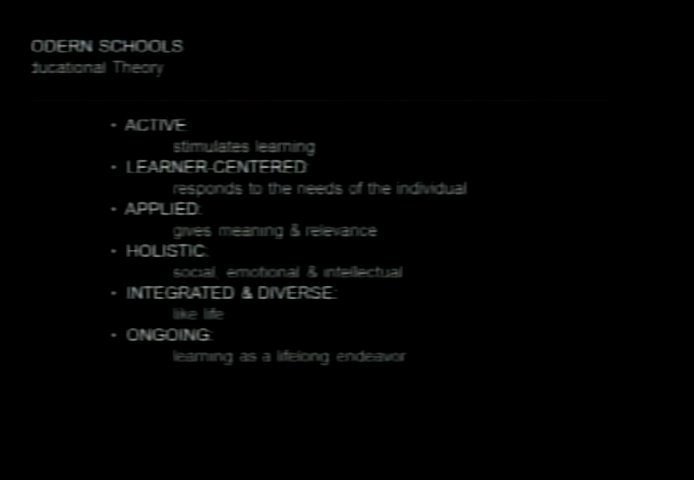 ODERN SCHOOLS
ducational Theory
• ACTIVE
stimulates learning
• LEARNER-CENTERED:
responds to the needs of the individual
• APPLIED:
gives meaning & relevance
• HOLISTIC:
social, emotional & intellectual
• INTEGRATED & DIVERSE:
like life
• ONGOING:
learning as a lifelong endeavor